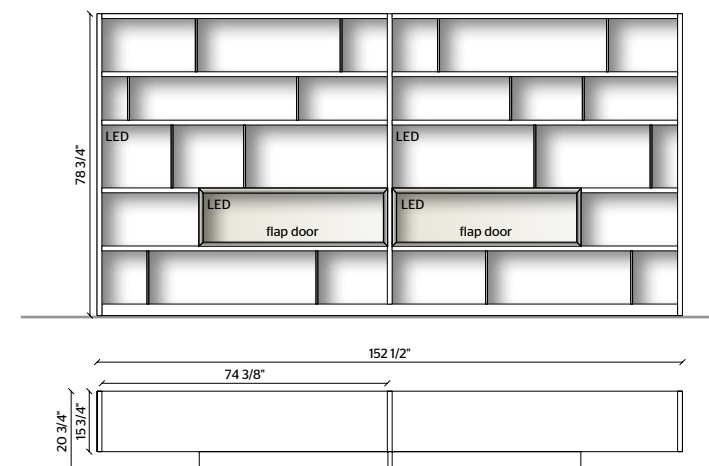 LED
LED
78 3/4"
LED
LED
flap door
flap door
152 1/2"
74 3/8"
20 3/4"
15 3/4"